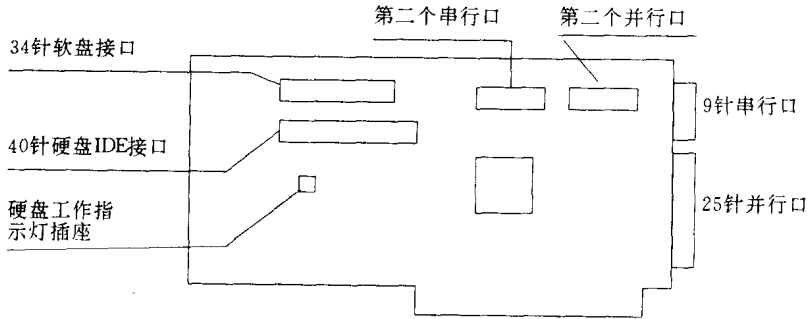 第二个串行口
第二个并行口
34针软盘接口
40针硬盘IDE接口
硬盘工作指
示灯插座
9针串行口
25针并行口